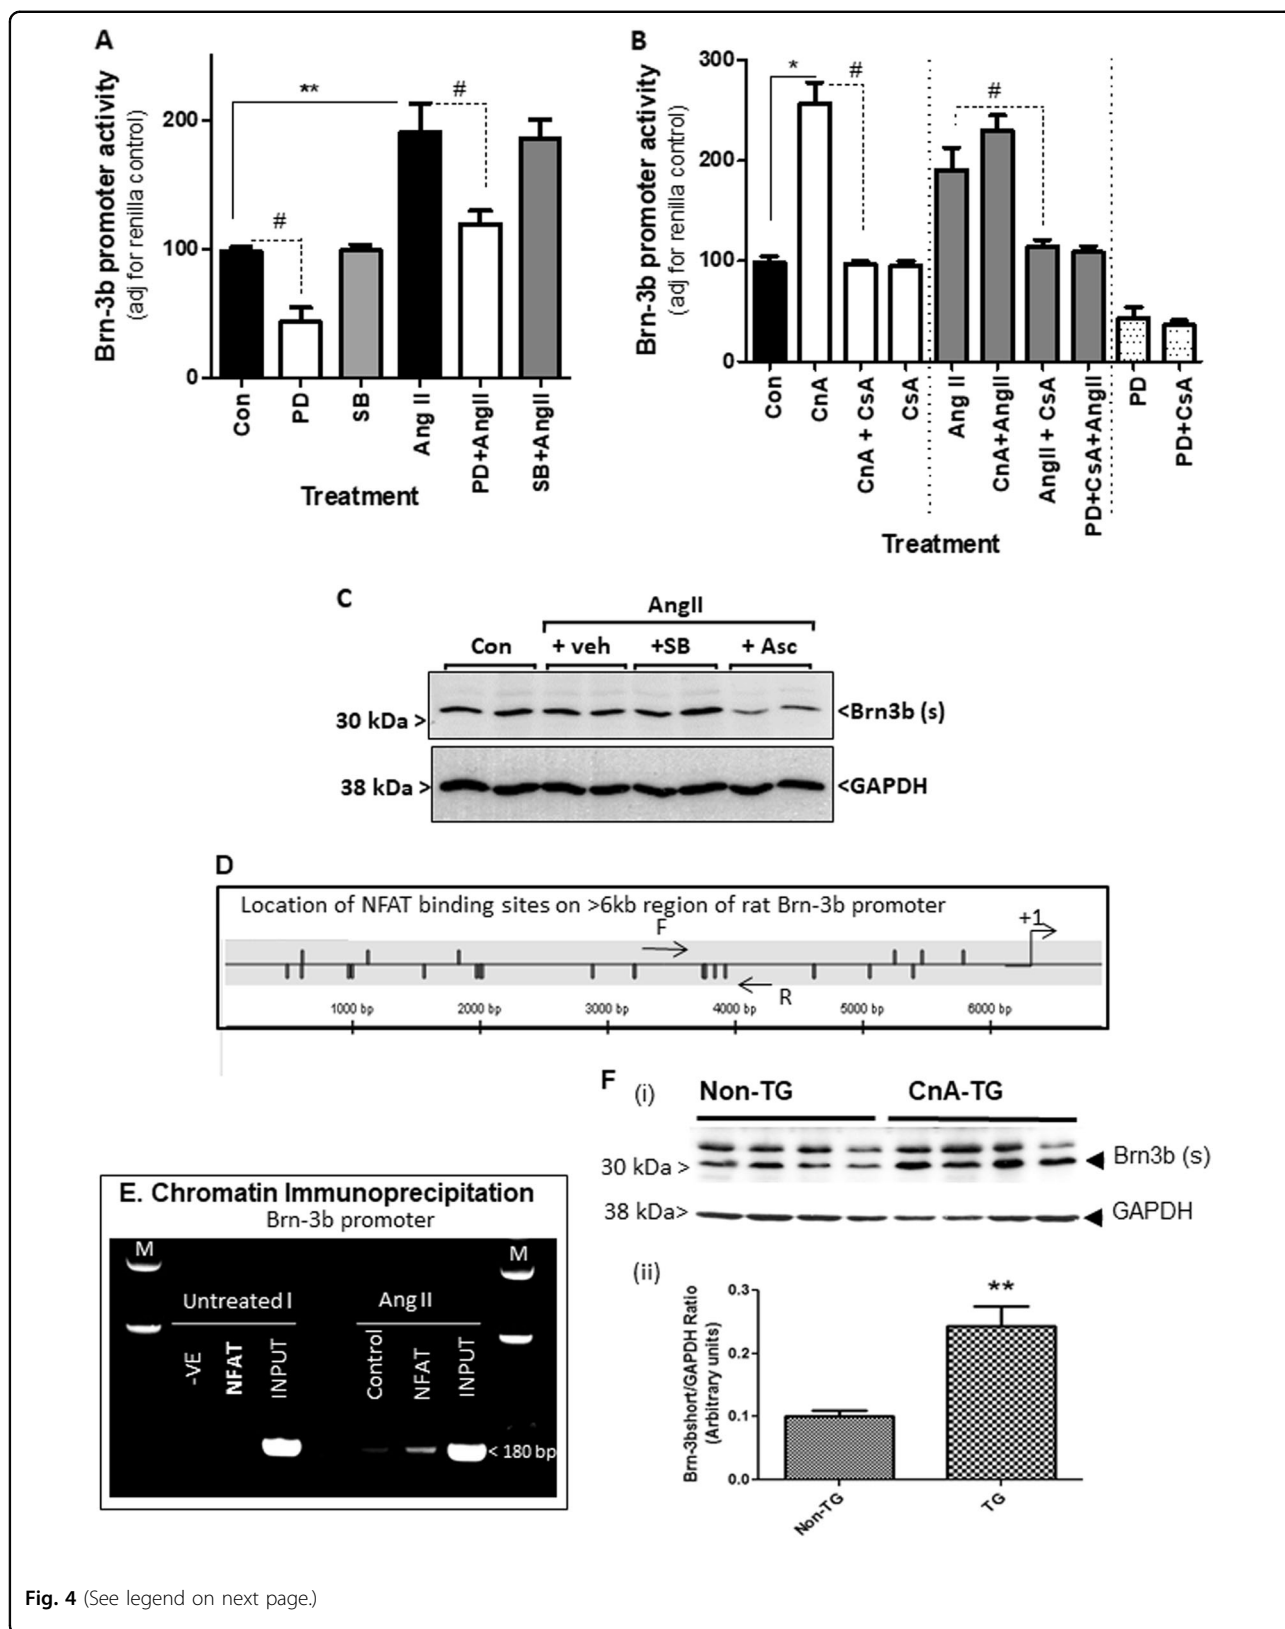 A
Brn-3b promoter activity
(adj for renilla control)
200
100
0
**
#
#
Con
PD
SB
Ang II
PD+AngII
SB+AngII
Treatment
B
Brn-3b promoter activity
(adj for renilla control)
300
200
100
0
*
#
#
Con
CnA
CnA + CsA
CsA
Ang II
CnA+AngII
AngII + CsA
PD+CsA+AngII
PD
PD+CsA
Treatment
C
AngII
Con + veh +SB + Asc
30 kDa > <Brn3b (s)
38 kDa > <GAPDH
D
Location of NFAT binding sites on >6kb region of rat Brn-3b promoter
F
+1
R
1000 bp 2000 bp 3000 bp 4000 bp 5000 bp 6000 bp
E. Chromatin Immunoprecipitation
Brn-3b promoter
M M
Untreated I Ang II
-VE
NFAT
INPUT
Control
NFAT
INPUT
< 180 bp
F (i) Non-TG CnA-TG
30 kDa > Brn3b (s)
38 kDa> GAPDH
(ii)
Brn-3bshort/GAPDH Ratio
(Arbitrary units)
0.3
0.2
0.1
0.0
**
Non-TG
TG
Fig. 4 (See legend on next page.)